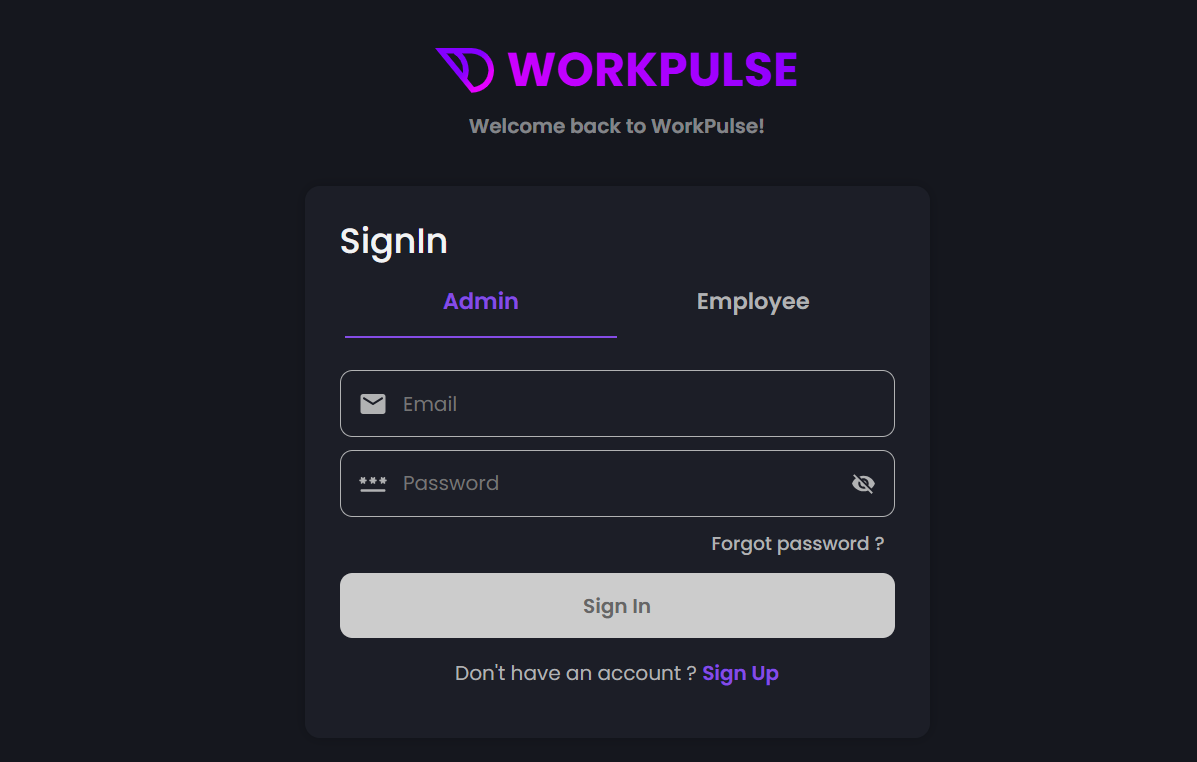 WORKPULSE
Welcome back to WorkPulse!
SignIn
Admin Employee
Email
Password
Forgot password ?
Sign In
Don't have an account ? Sign Up